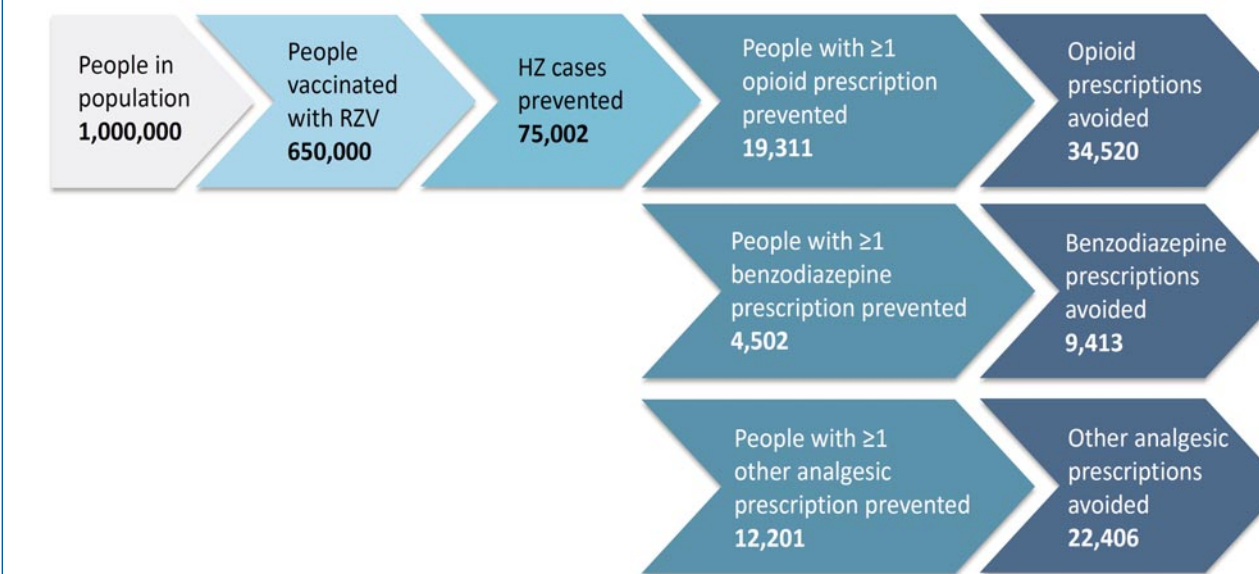 People in
population
1,000,000
People
vaccinated
with RZV
650,000
HZ cases
prevented
75,002
People with ≥1
opioid prescription
prevented
19,311
Opioid
prescriptions
avoided
34,520
People with ≥1
benzodiazepine
prescription prevented
4,502
Benzodiazepine
prescriptions
avoided
9,413
People with ≥1
other analgesic
prescription prevented
12,201
Other analgesic
prescriptions
avoided
22,406